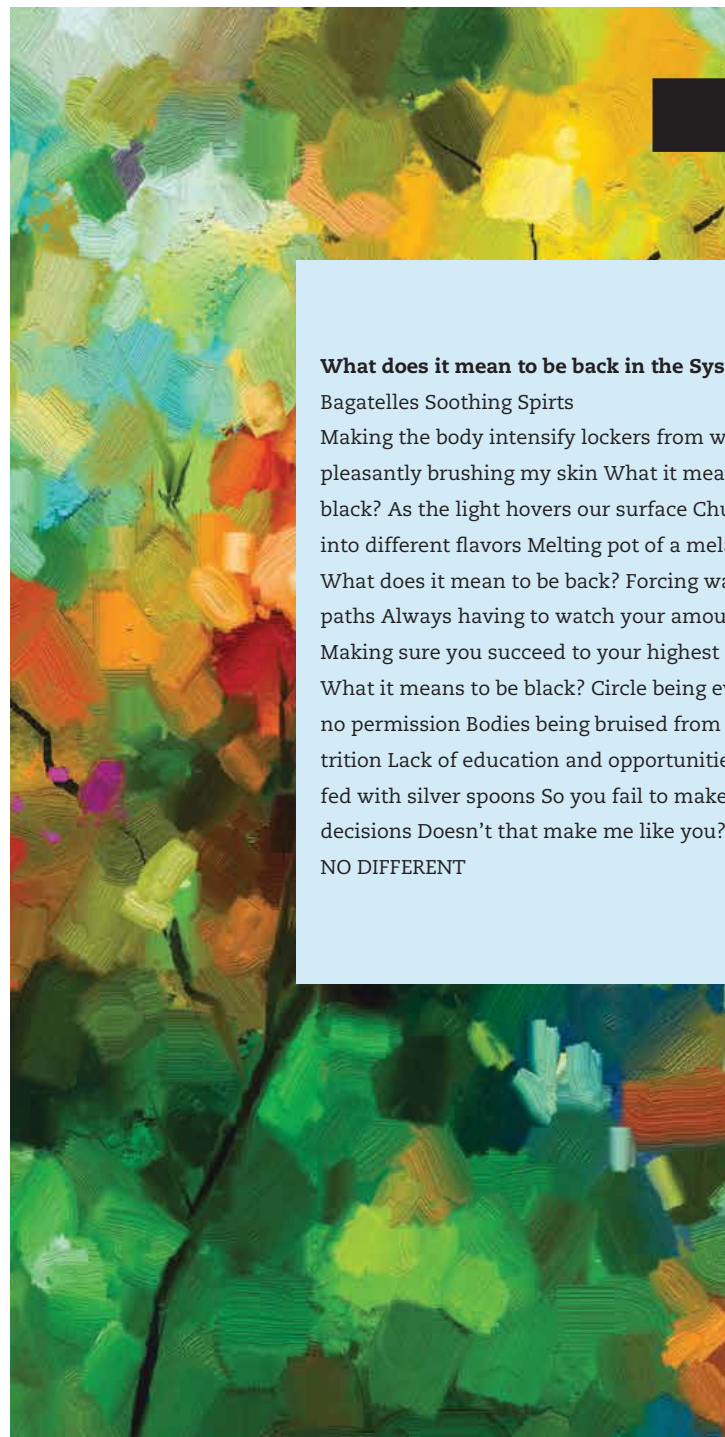 What does it mean to be back in the Sys
Bagatelles Soothing Spirts
Making the body intensify lockers from w
pleasantly brushing my skin What it mea
black? As the light hovers our surface Chu
into different flavors Melting pot of a mela
What does it mean to be back? Forcing wa
paths Always having to watch your amou
Making sure you succeed to your highest
What it means to be black? Circle being ev
no permission Bodies being bruised from
trition Lack of education and opportunitie
fed with silver spoons So you fail to make
decisions Doesn’t that make me like you?
NO DIFFERENT